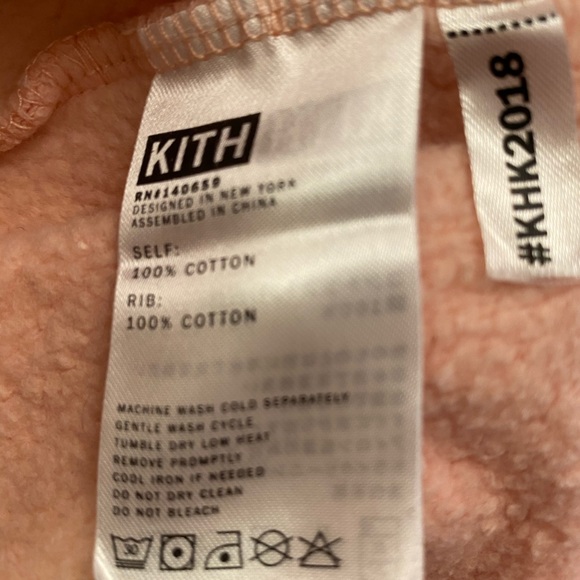 KITH
RN#140659
DESIGNED IN NEW YORK
ASSEMBLED IN CHINA
SELF:
100% COTTON
RIB:
100% COTTON
MACHINE WASH COLD SEPARATELY
GENTLE WASH CYCLE
TUMBLE DRY LOW HEAT
REMOVE PROMPTLY
COOL IRON IF NEEDED
DO NOT DRY CLEAN
DO NOT BLEACH
30
#KHK2018